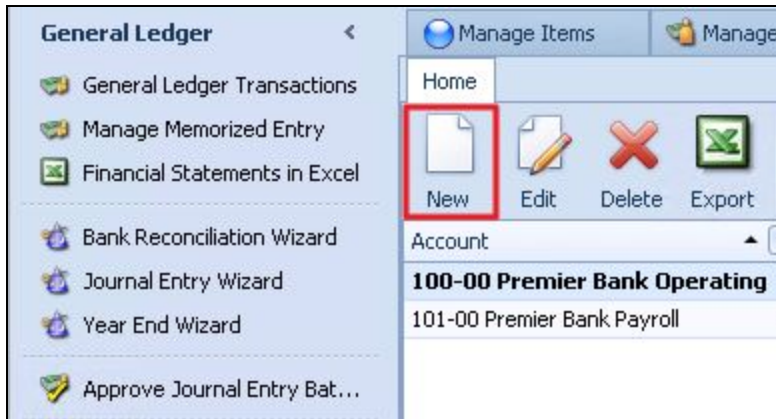 General Ledger <
General Ledger Transactions
Manage Memorized Entry
Financial Statements in Excel
Bank Reconciliation Wizard
Journal Entry Wizard
Year End Wizard
Approve Journal Entry Bat...
Manage Items Manage
Home
New Edit Delete Export
Account
100-00 Premier Bank Operating
101-00 Premier Bank Payroll